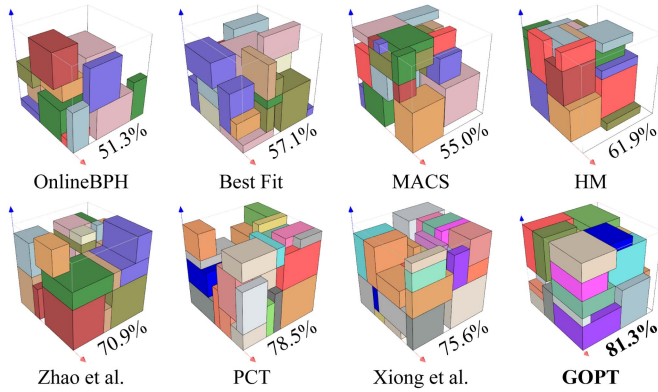 51.3% 57.1% 55.0% 61.9%
OnlineBPH Best Fit MACS HM
70.9% 78.5% 75.6% 81.3%
Zhao et al. PCT Xiong et al. GOPT